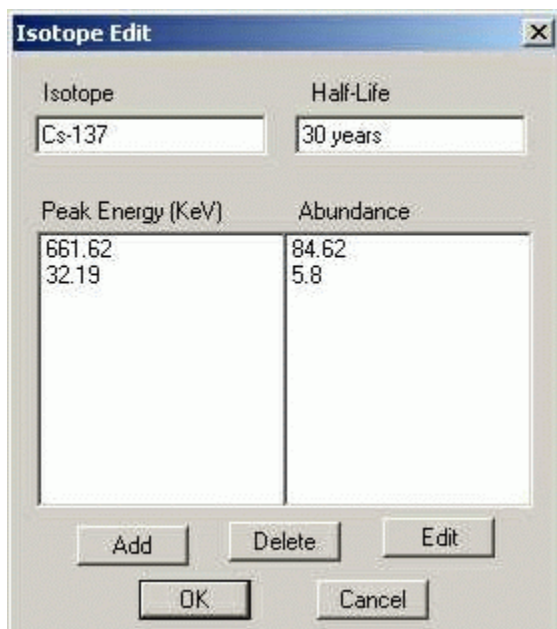 Isotope Edit
Isotope Half-Life
Cs-137 30 years
Peak Energy (KeV) Abundance
661.62 84.62
32.19 5.8
Add Delete Edit
OK Cancel